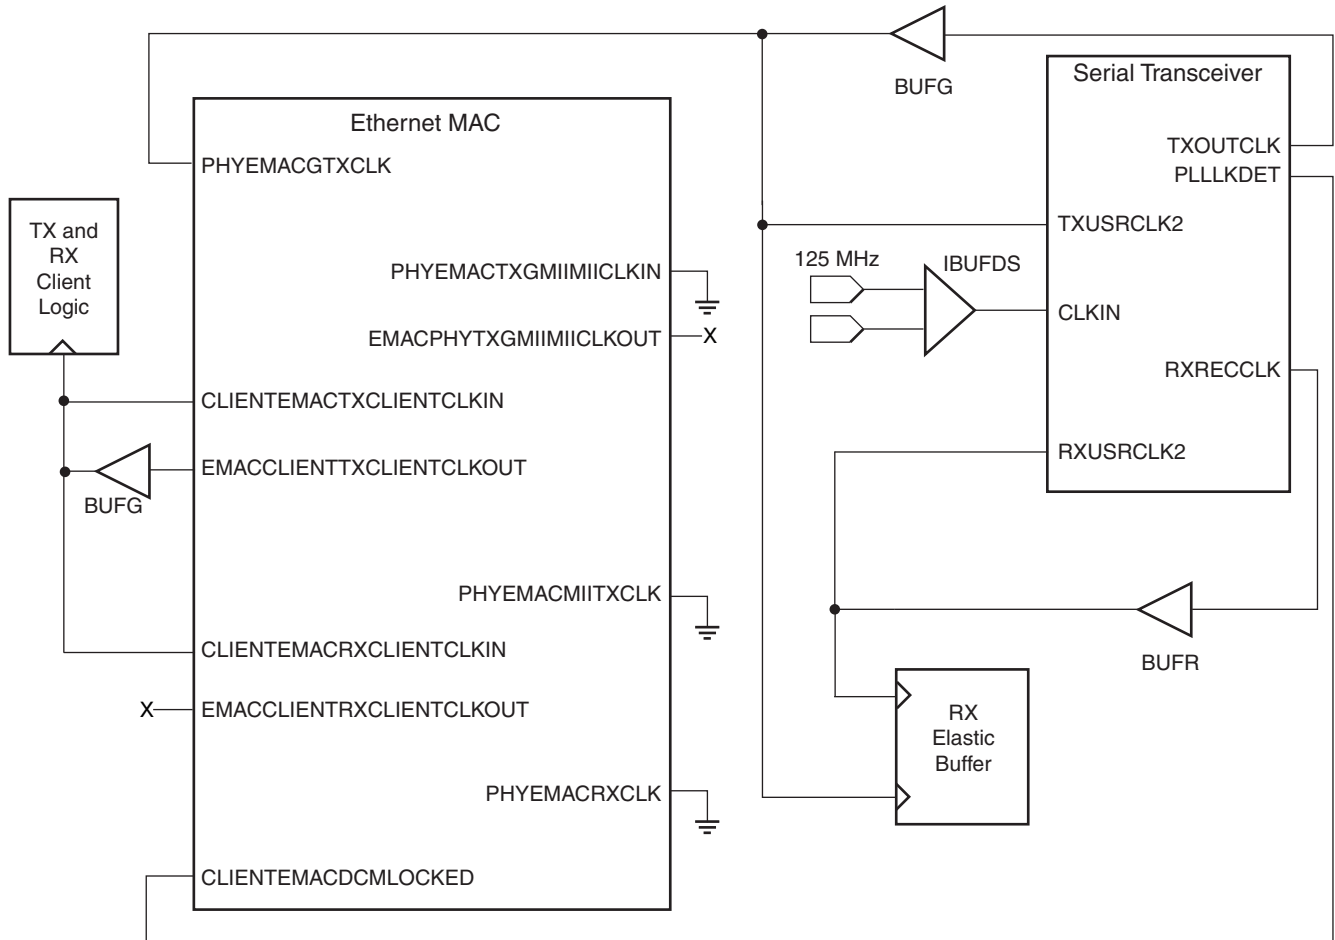 BUFG
Serial Transceiver
Ethernet MAC
TXOUTCLK
PHYEMACGTXCLK
PLLLKDET
TX and
RX
Client
Logic
TXUSRCLK2
125 MHz
IBUFDS
PHYEMACTXGMIIMIICLKIN
CLKIN
EMACPHYTXGMIIMIICLKOUT
X
RXRECCLK
CLIENTEMACTXCLIENTCLKIN
RXUSRCLK2
EMACCLIENTTXCLIENTCLKOUT
BUFG
PHYEMACMIITXCLK
CLIENTEMACRXCLIENTCLKIN
BUFR
X
EMACCLIENTRXCLIENTCLKOUT
RX
Elastic
Buffer
PHYEMACRXCLK
CLIENTEMACDCMLOCKED